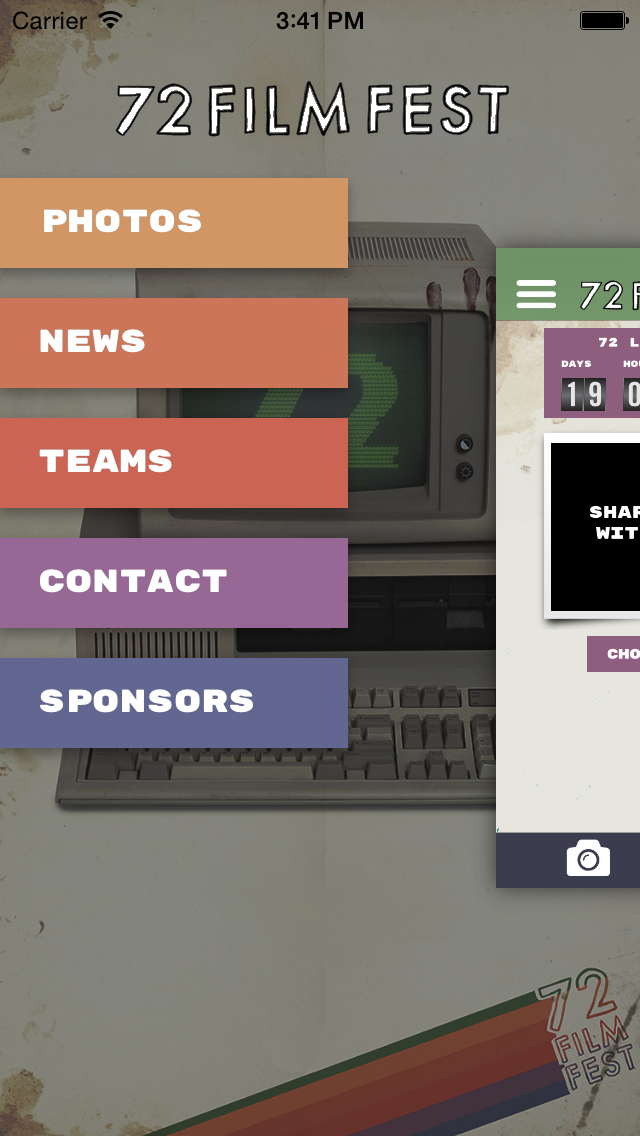 Carrier 3:41 PM
72 FILM FEST
PHOTOS
NEWS
TEAMS
CONTACT
SPONSORS
72
72 F
72 L
DAYS HOU
19 0
SHAR
WIT
CHO
72
FILM
FEST